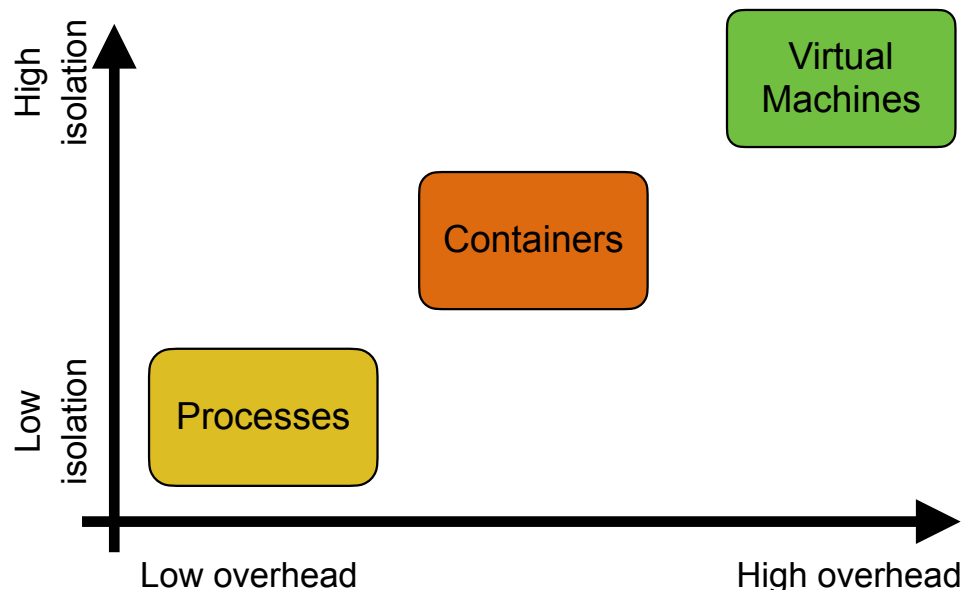 High
isolation
Virtual
Machines
Containers
Low
isolation
Processes
Low overhead
High overhead